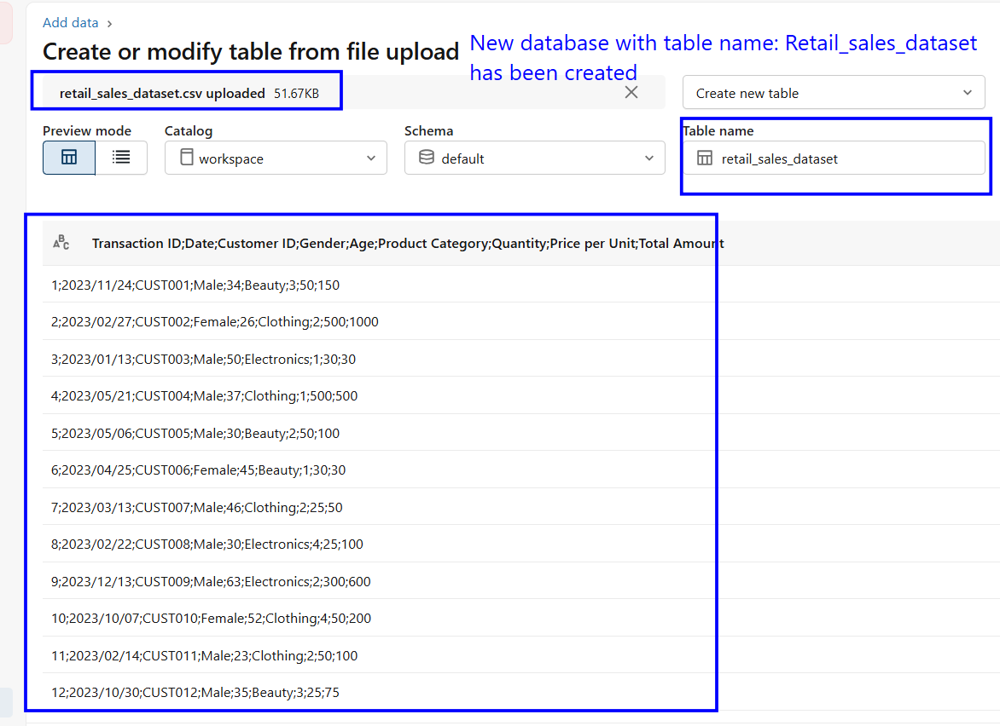 Add data ›
Create or modify table from file upload
New database with table name: Retail_sales_dataset
has been created
retail_sales_dataset.csv uploaded 51.67KB
Create new table
Preview mode
Catalog
Schema
Table name
workspace
default
retail_sales_dataset
ABC Transaction ID;Date;Customer ID;Gender;Age;Product Category;Quantity;Price per Unit;Total Amount
1;2023/11/24;CUST001;Male;34;Beauty;3;50;150
2;2023/02/27;CUST002;Female;26;Clothing;2;500;1000
3;2023/01/13;CUST003;Male;50;Electronics;1;30;30
4;2023/05/21;CUST004;Male;37;Clothing;1;500;500
5;2023/05/06;CUST005;Male;30;Beauty;2;50;100
6;2023/04/25;CUST006;Female;45;Beauty;1;30;30
7;2023/03/13;CUST007;Male;46;Clothing;2;25;50
8;2023/02/22;CUST008;Male;30;Electronics;4;25;100
9;2023/12/13;CUST009;Male;63;Electronics;2;300;600
10;2023/10/07;CUST010;Female;52;Clothing;4;50;200
11;2023/02/14;CUST011;Male;23;Clothing;2;50;100
12;2023/10/30;CUST012;Male;35;Beauty;3;25;75